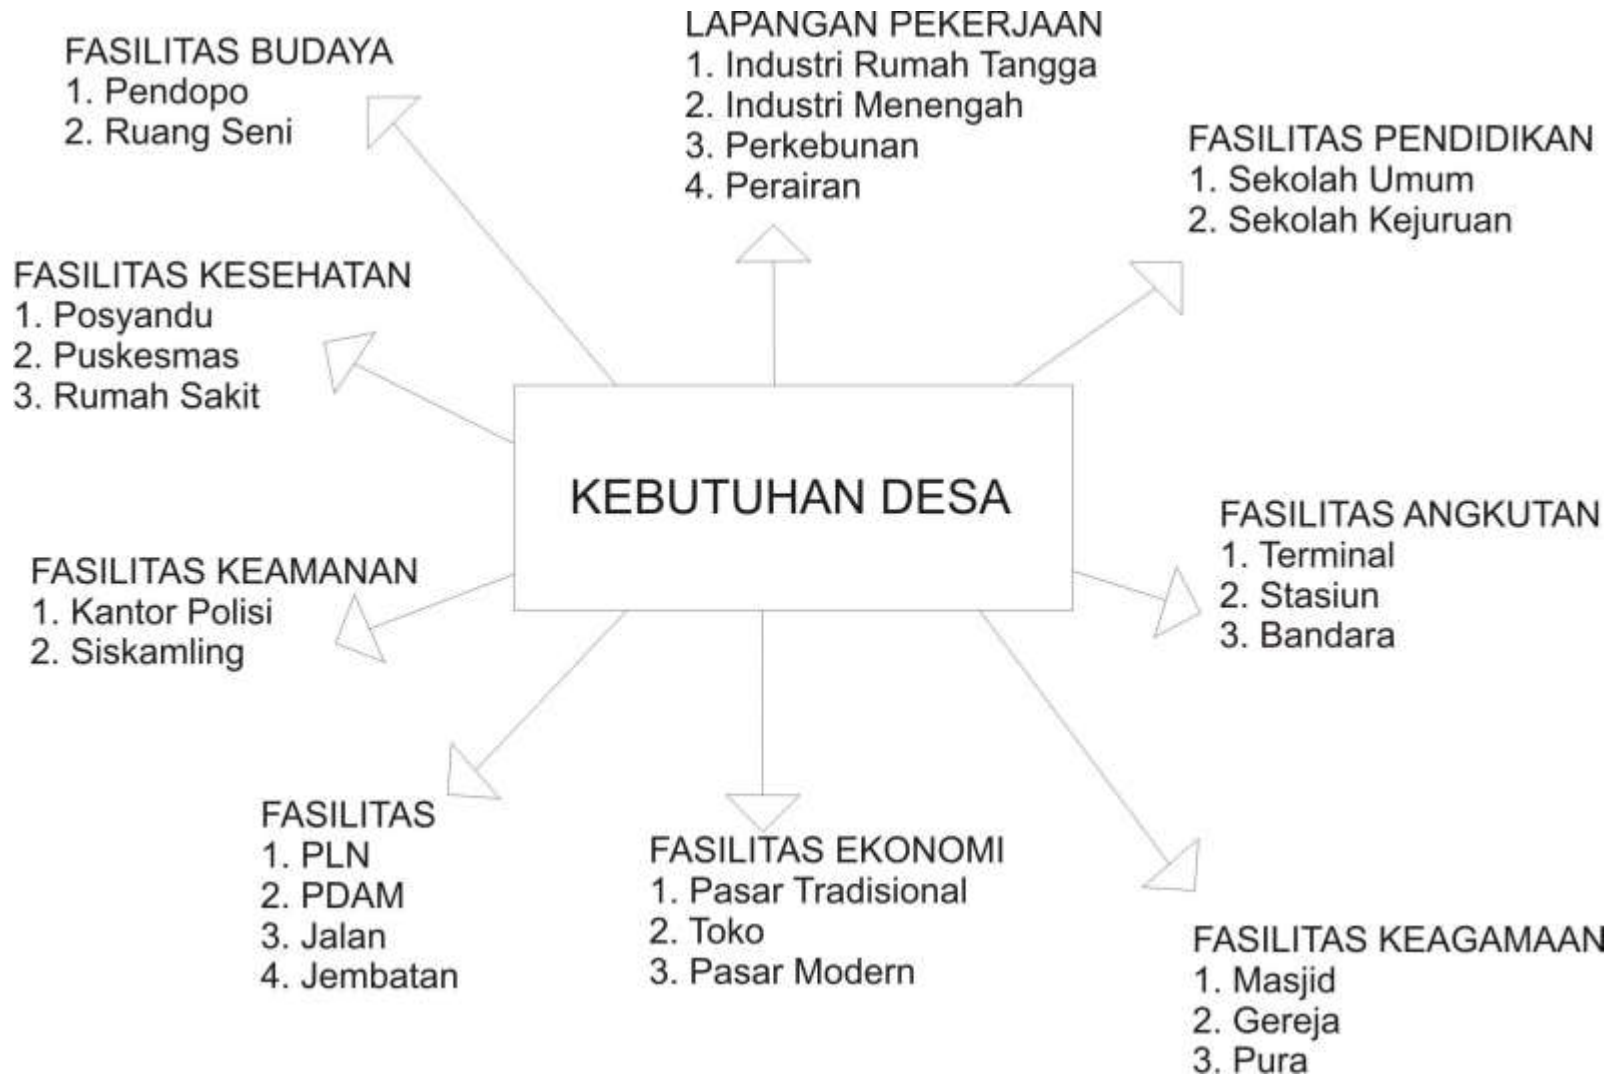 FASILITAS BUDAYA
1. Pendopo
2. Ruang Seni
LAPANGAN PEKERJAAN
1. Industri Rumah Tangga
2. Industri Menengah
3. Perkebunan
4. Perairan
FASILITAS PENDIDIKAN
1. Sekolah Umum
2. Sekolah Kejuruan
FASILITAS KESEHATAN
1. Posyandu
2. Puskesmas
3. Rumah Sakit
KEBUTUHAN DESA
FASILITAS ANGKUTAN
1. Terminal
2. Stasiun
3. Bandara
FASILITAS KEAMANAN
1. Kantor Polisi
2. Siskamling
FASILITAS
1. PLN
2. PDAM
3. Jalan
4. Jembatan
FASILITAS EKONOMI
1. Pasar Tradisional
2. Toko
3. Pasar Modern
FASILITAS KEAGAMAAN
1. Masjid
2. Gereja
3. Pura